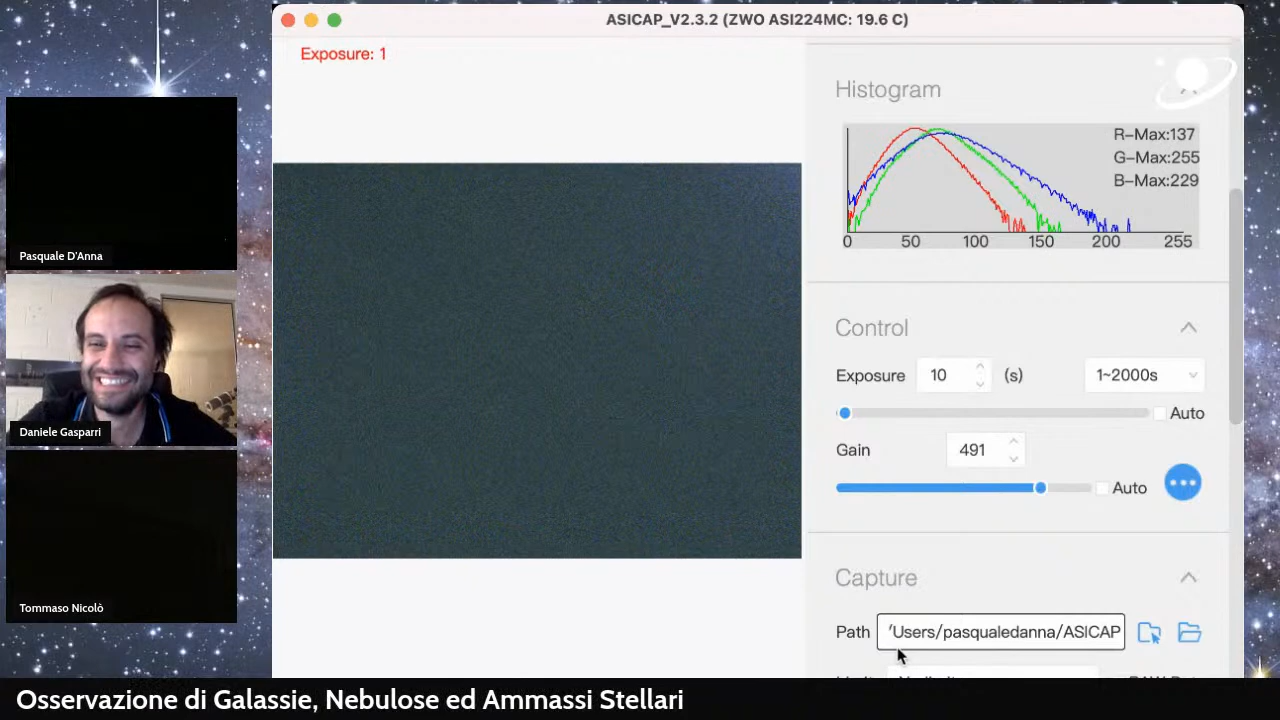 ASICAP_V2.3.2 (ZWO ASI224MC: 19.6 C)
Exposure: 1
Histogram
R-Max:137
G-Max:255
B-Max:229
0 50 100 150 200 255
Control
Exposure 10 (s) 1~2000s
Auto
Gain 491
Auto
Capture
Path /Users/pasqualedanna/ASICAP
Pasquale D'Anna
Daniele Gasparri
Tommaso Nicolò
Osservazione di Galassie, Nebulose ed Ammassi Stellari